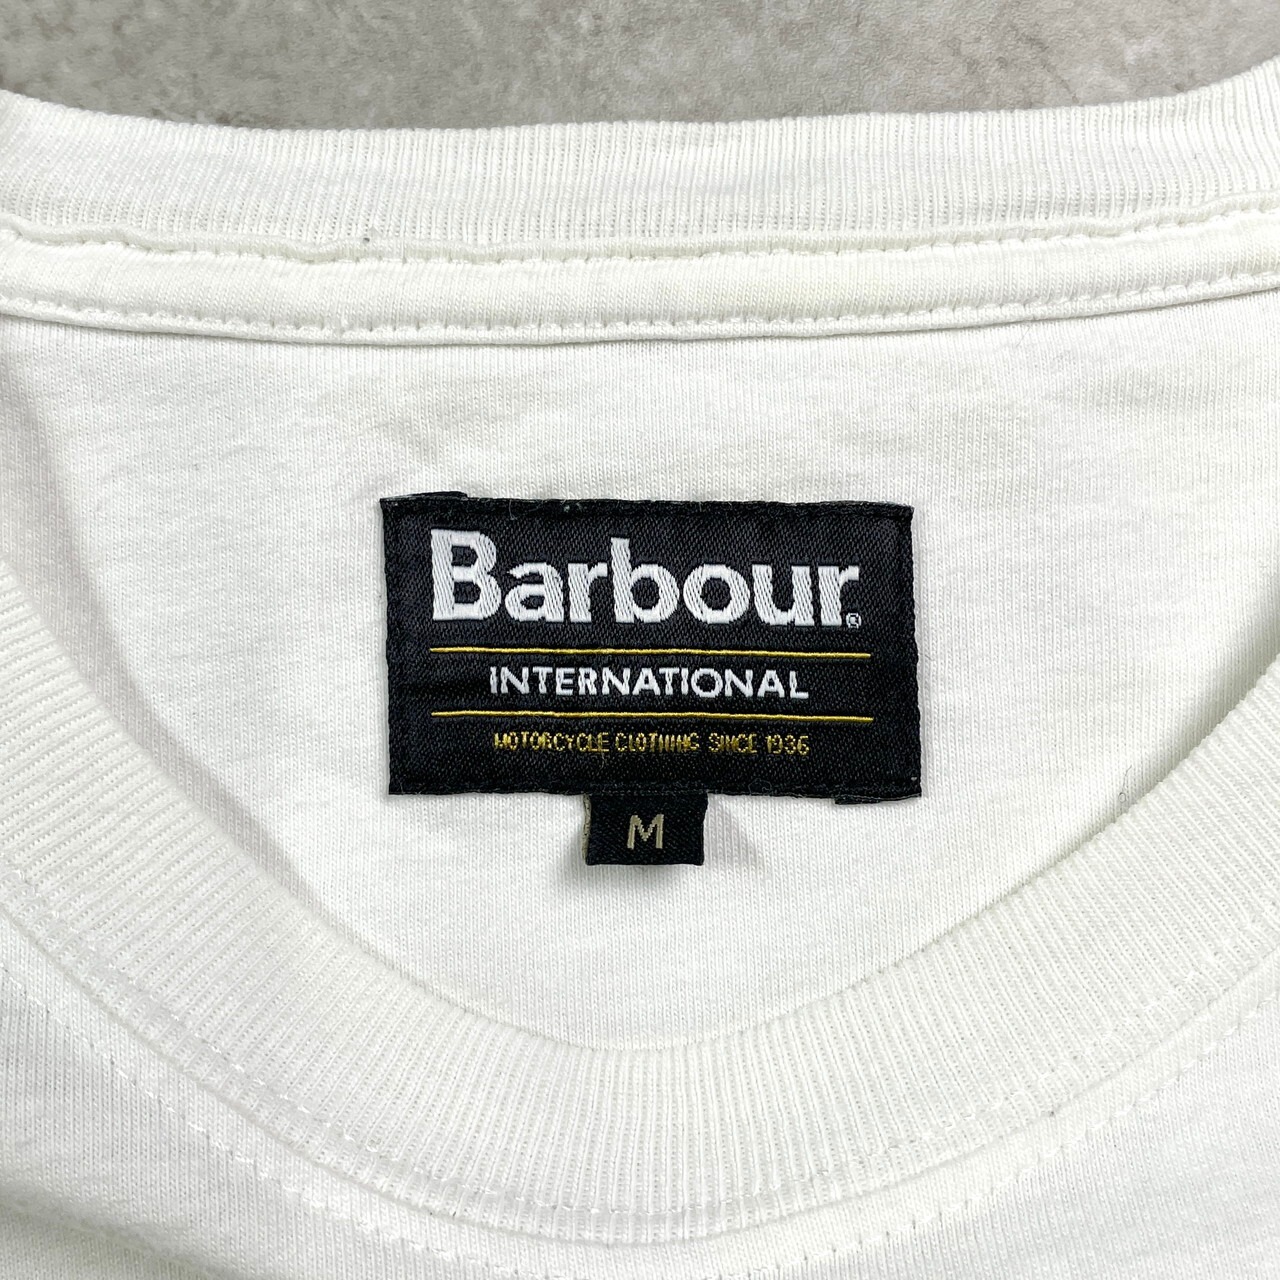 Barbour®
INTERNATIONAL
MOTORCYCLE CLOTHING SINCE 1936
M